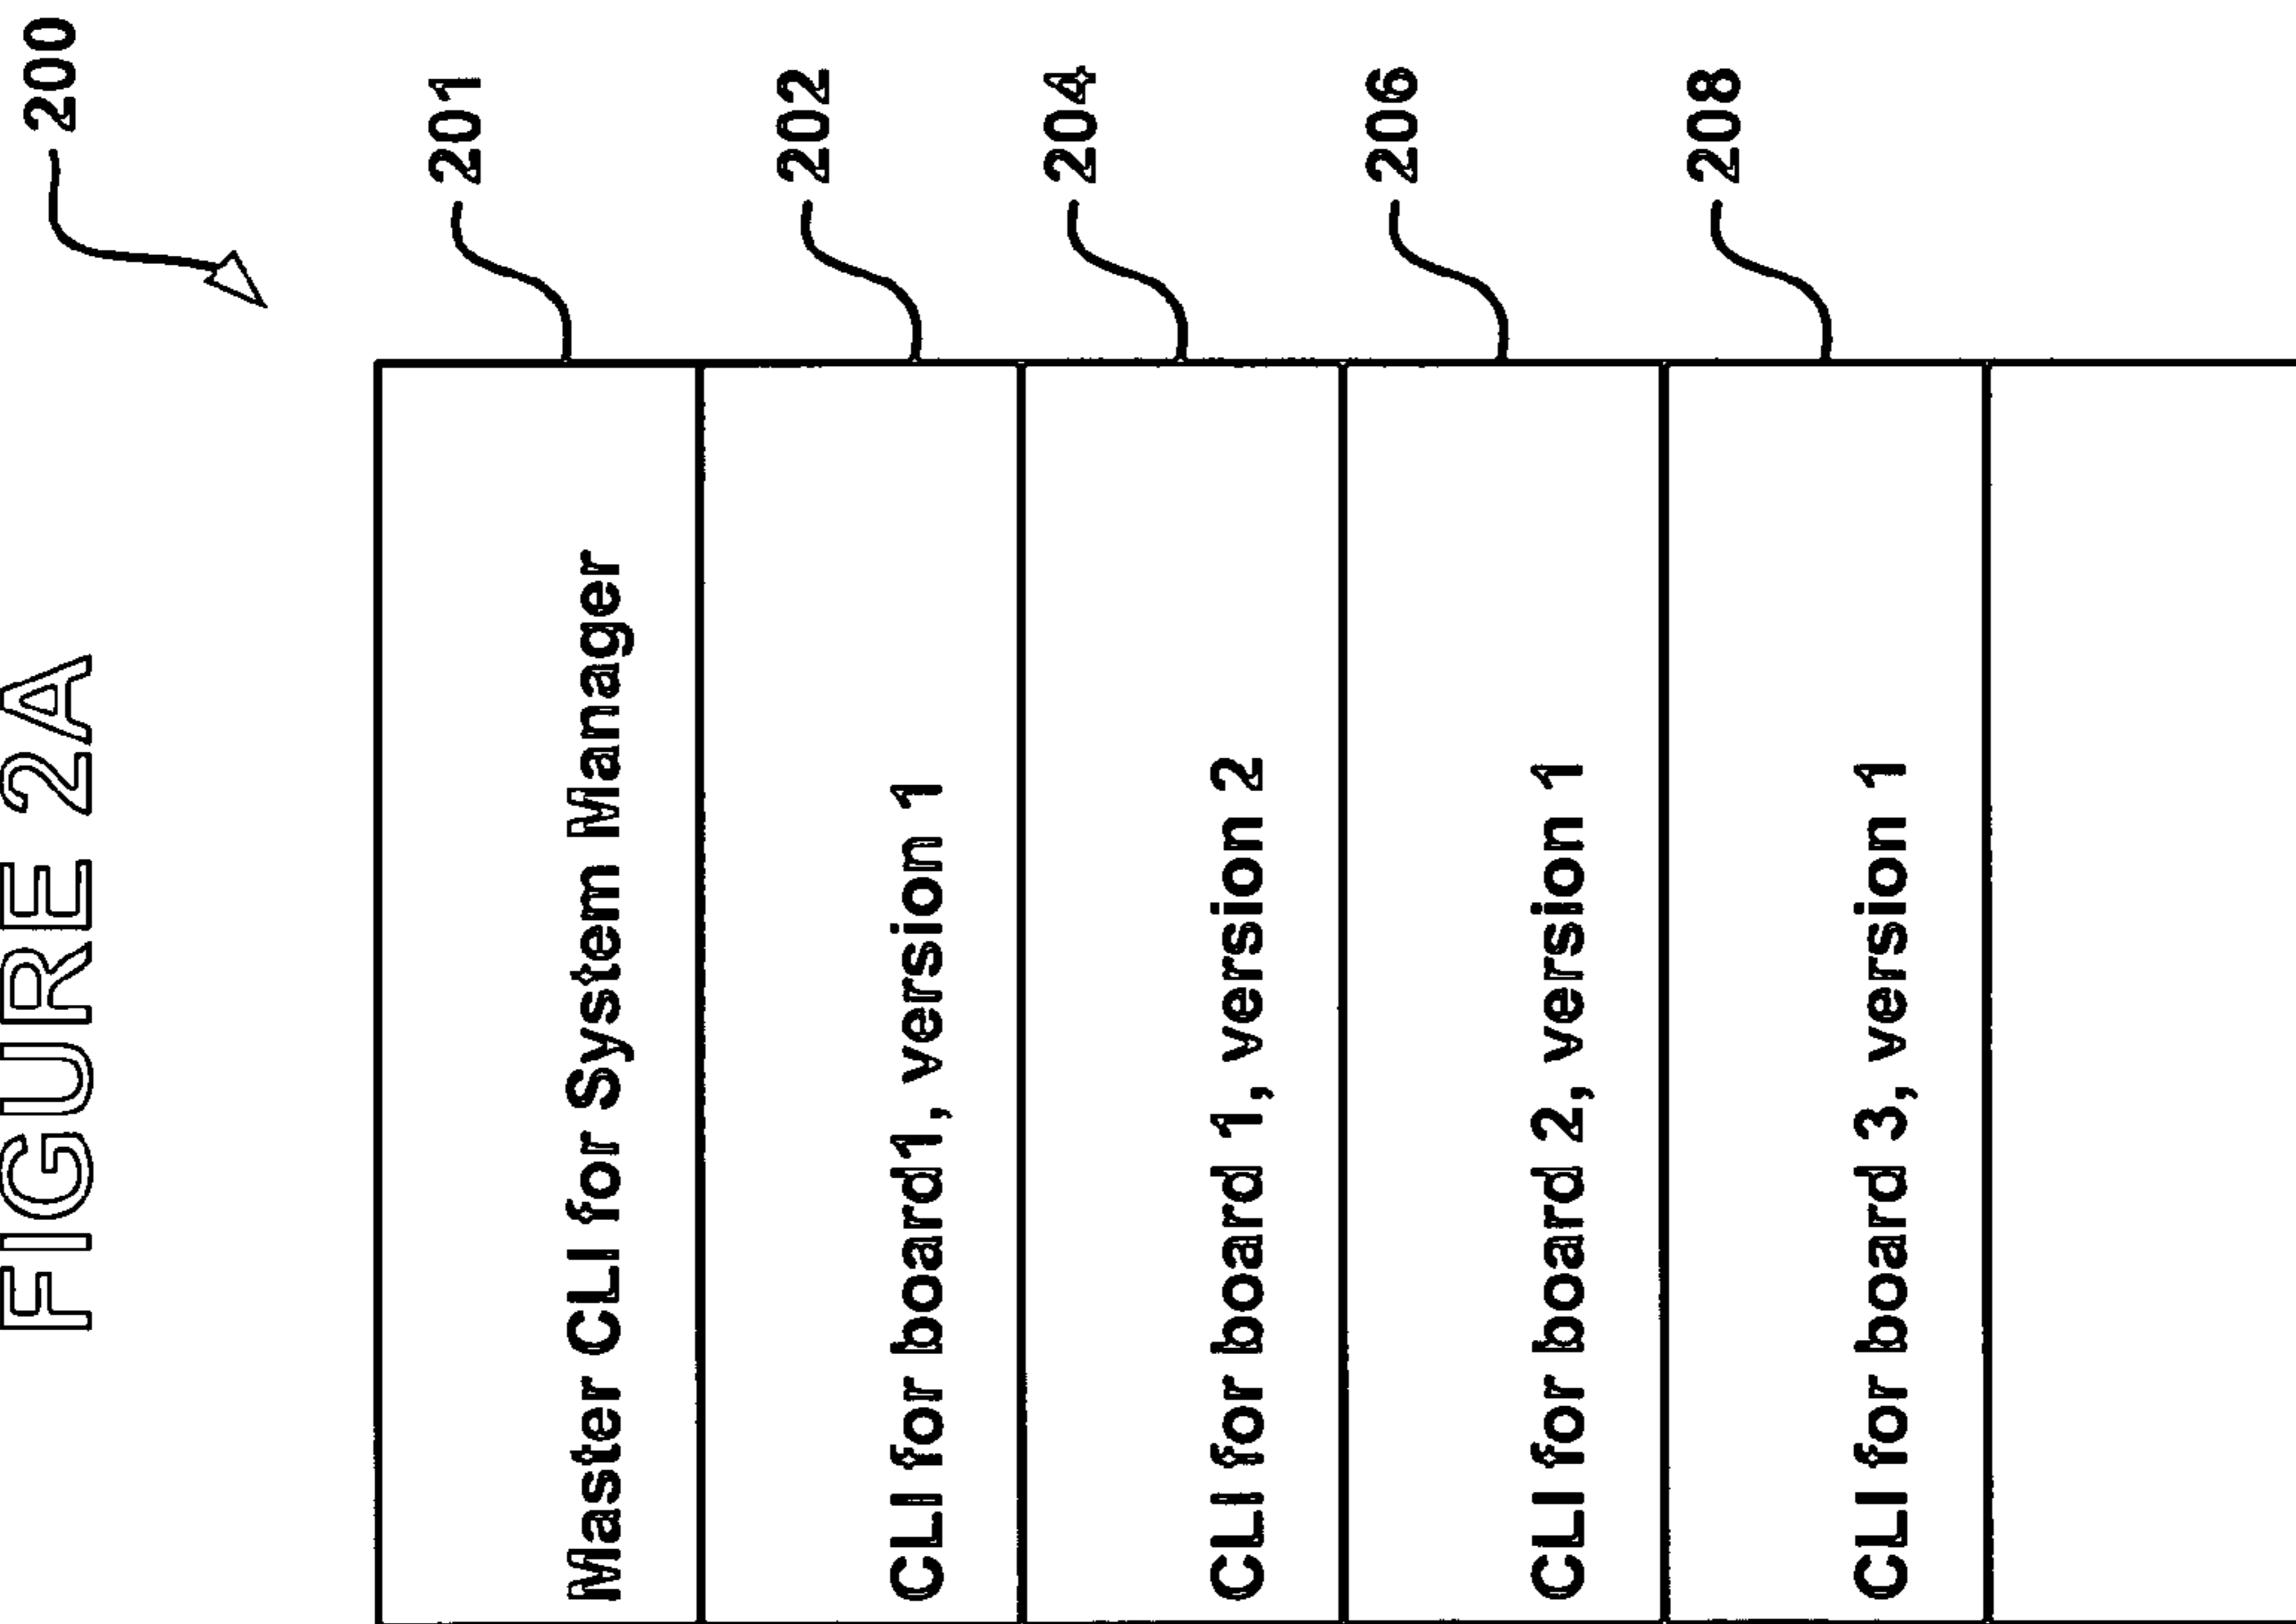 FIGURE 2A
200
Master CLI for System Manager
201
CLI for board1, version 1
202
CLI for board 1, version 2
204
CLI for board 2, version 1
206
CLI for board 3, version 1
208